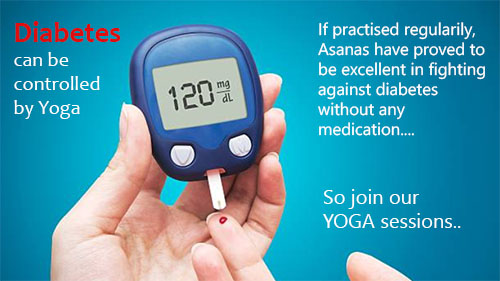 Diabetes
can be
controlled
by Yoga
If practised regularily,
Asanas have proved to
be excellent in fighting
against diabetes
without any
medication....
120 mg
dL
So join our
YOGA sessions..